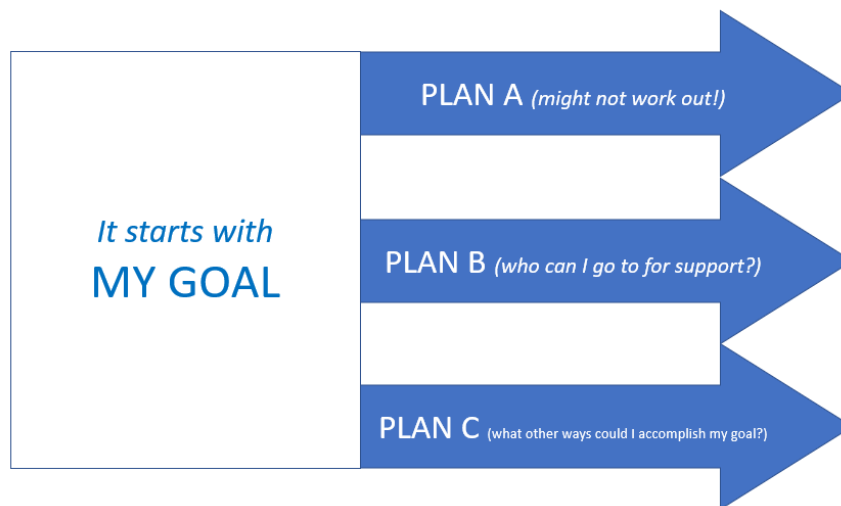 It starts with
MY GOAL
PLAN A (might not work out!)
PLAN B (who can I go to for support?)
PLAN C (what other ways could I accomplish my goal?)